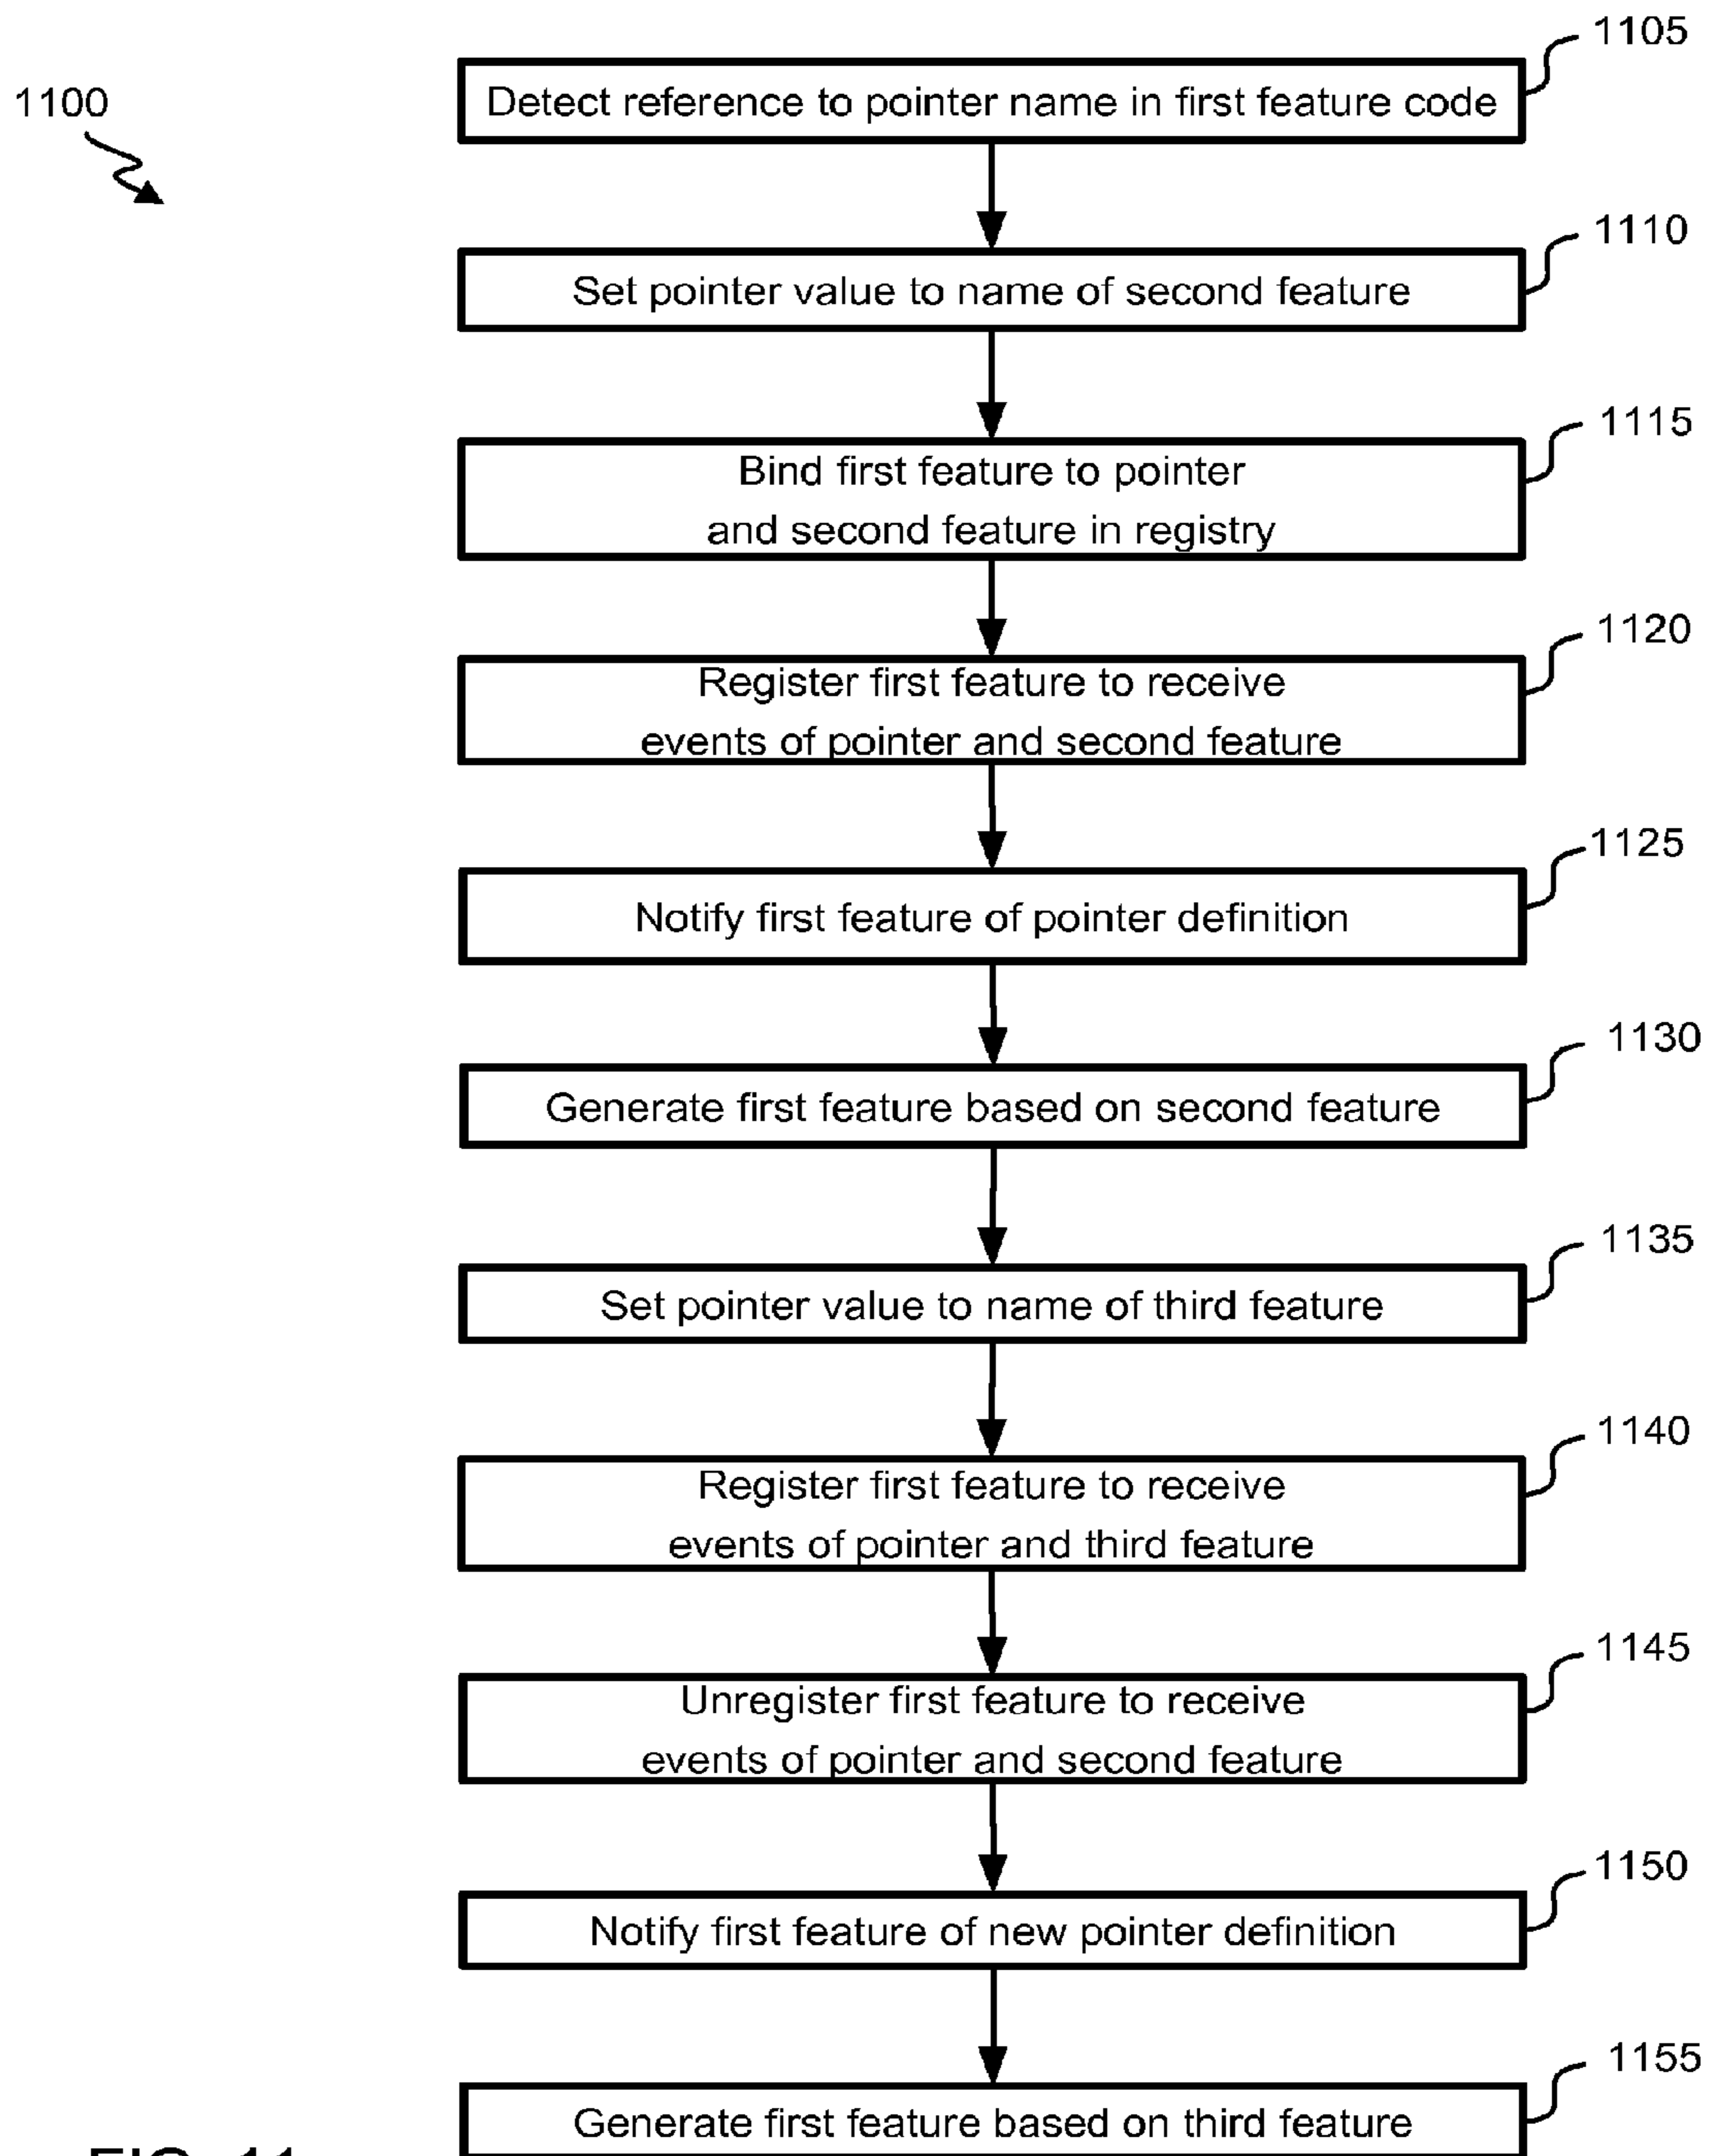 1100
1105
Detect reference to pointer name in first feature code
1110
Set pointer value to name of second feature
1115
Bind first feature to pointer
and second feature in registry
1120
Register first feature to receive
events of pointer and second feature
1125
Notify first feature of pointer definition
1130
Generate first feature based on second feature
1135
Set pointer value to name of third feature
1140
Register first feature to receive
events of pointer and third feature
1145
Unregister first feature to receive
events of pointer and second feature
1150
Notify first feature of new pointer definition
1155
Generate first feature based on third feature
FIG. 11